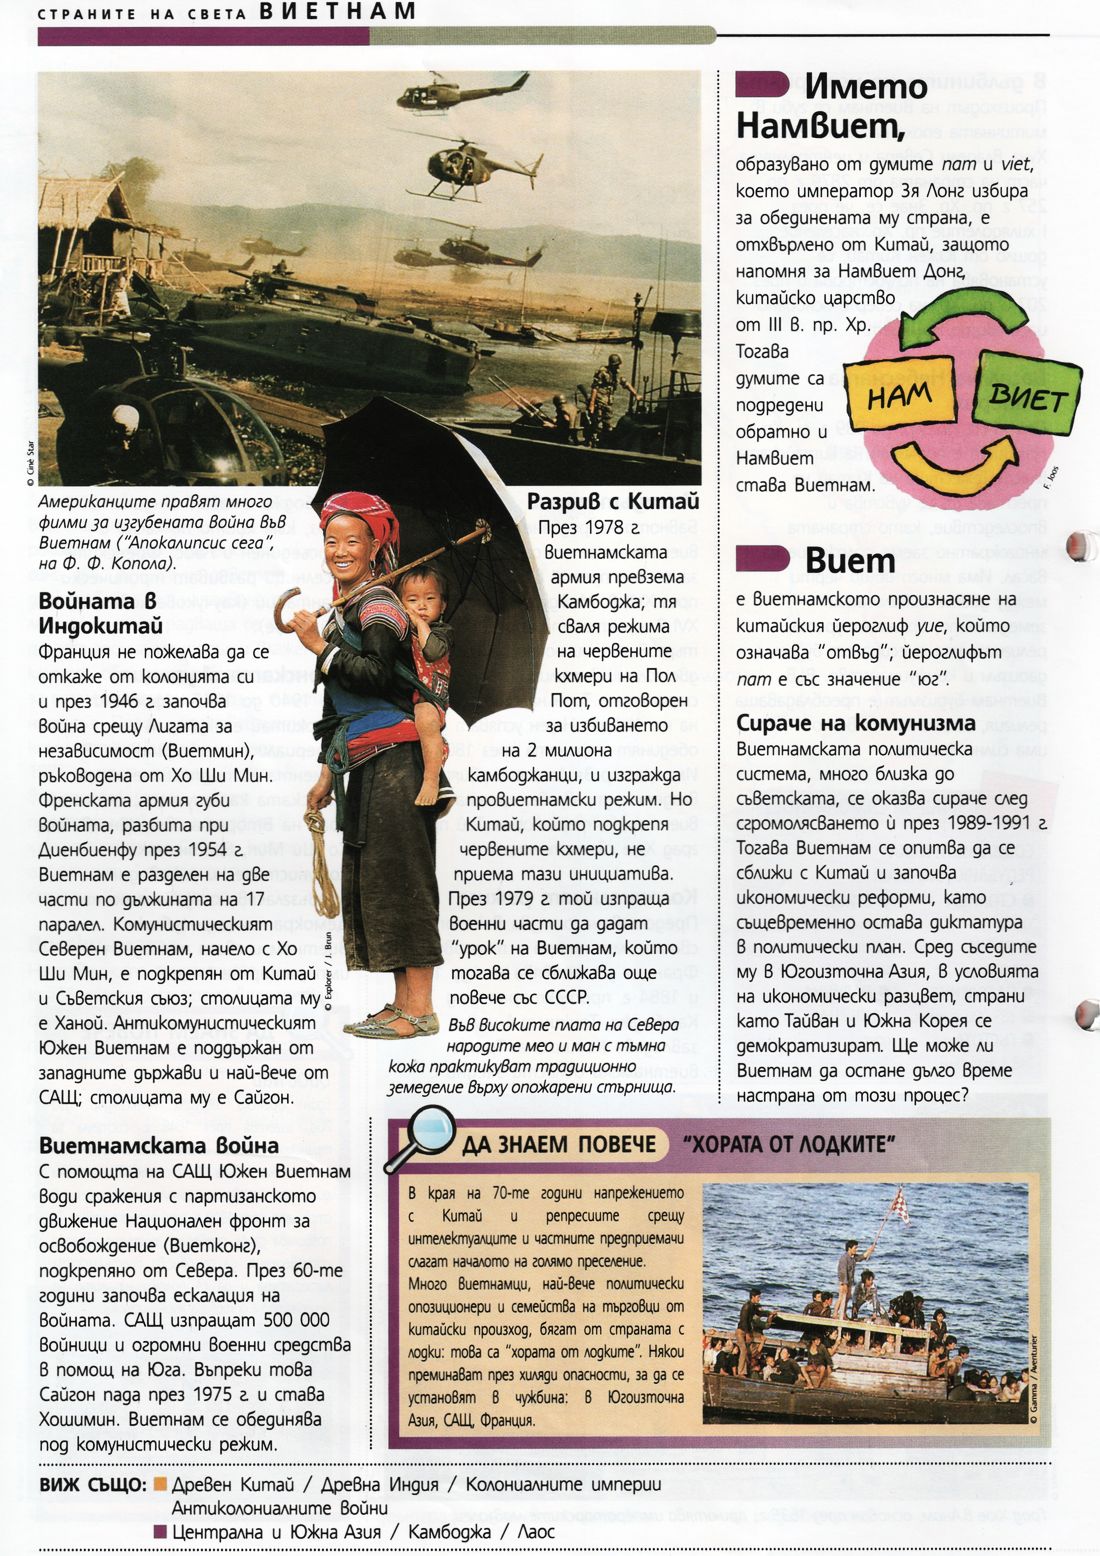 СТРАНИТЕ НА СВЕТА ВИЕТНАМ
© Ciné Star
Американците правят много
филми за изгубената война във
Виетнам ("Апокалипсис сега",
на Ф. Ф. Копола).
Войната в
Индокитай
Франция не пожелава да се
откаже от колонията си
и през 1946 г. започва
война срещу Лигата за
независимост (Виетмин),
ръководена от Хо Ши Мин.
Френската армия губи
войната, разбита при
Диенбиенфу през 1954 г.
Виетнам е разделен на две
части по дължината на 17
паралел. Комунистическият
Северен Виетнам, начело с Хо
Ши Мин, е подкрепян от Китай
и Съветския съюз; столицата му
е Ханой. Антикомунистическият
Южен Виетнам е поддържан от
западните държави и най-вече от
САЩ; столицата му е Сайгон.
Виетнамската война
С помощта на САЩ Южен Виетнам
води сражения с партизанското
движение Национален фронт за
освобождение (Виетконг),
подкрепяно от Севера. През 60-те
години започва ескалация на
войната. САЩ изпращат 500 000
войници и огромни военни средства
в помощ на Юга. Въпреки това
Сайгон пада през 1975 г. и става
Хошимин. Виетнам се обединява
под комунистически режим.
© Explorer / J. Brun
Разрив с Китай
През 1978 г.
виетнамската
армия превзема
Камбоджа; тя
сваля режима
на червените
кхмери на Пол
Пот, отговорен
за избиването
на 2 милиона
камбоджанци, и изгражда
провиетнамски режим. Но
Китай, който подкрепя
червените кхмери, не
приема тази инициатива.
През 1979 г. той изпраща
военни части да дадат
"урок" на Виетнам, който
тогава се сближава още
повече със СССР.
Във високите плата на Севера
народите мео и ман с тъмна
кожа практикуват традиционно
земеделие върху опожарени стърнища.
Името
Намвиет,
образувано от думите nam и viet,
което император Зя Лонг избира
за обединената му страна, е
отхвърлено от Китай, защото
напомня за Намвиет Донг,
китайско царство
от III в. пр. Хр.
Тогава
думите са
подредени
обратно и
Намвиет
става Виетнам.
НАМ
ВИЕТ
F. Joos
Виет
е виетнамското произнасяне на
китайския йероглиф yue, който
означава "отвъд"; йероглифът
nam е със значение "юг".
Сираче на комунизма
Виетнамската политическа
система, много близка до
съветската, се оказва сираче след
сгромолясването ѝ през 1989-1991 г.
Тогава Виетнам се опитва да се
сближи с Китай и започва
икономически реформи, като
същевременно остава диктатура
в политически план. Сред съседите
му в Югоизточна Азия, в условията
на икономически разцвет, страни
като Тайван и Южна Корея се
демократизират. Ще може ли
Виетнам да остане дълго време
настрана от този процес?
ДА ЗНАЕМ ПОВЕЧЕ "ХОРАТА ОТ ЛОДКИТЕ"
В края на 70-те години напрежението
с Китай и репресиите срещу
интелектуалците и частните предприемачи
слагат началото на голямо преселение.
Много виетнамци, най-вече политически
опозиционери и семейства на търговци от
китайски произход, бягат от страната с
лодки: това са "хората от лодките". Някои
преминават през хиляди опасности, за да се
установят в чужбина: в Югоизточна
Азия, САЩ, Франция.
© Gamma / Aventurier
ВИЖ СЪЩО: Древен Китай / Древна Индия / Колониалните империи
Антиколониалните войни
Централна и Южна Азия / Камбоджа / Лаос